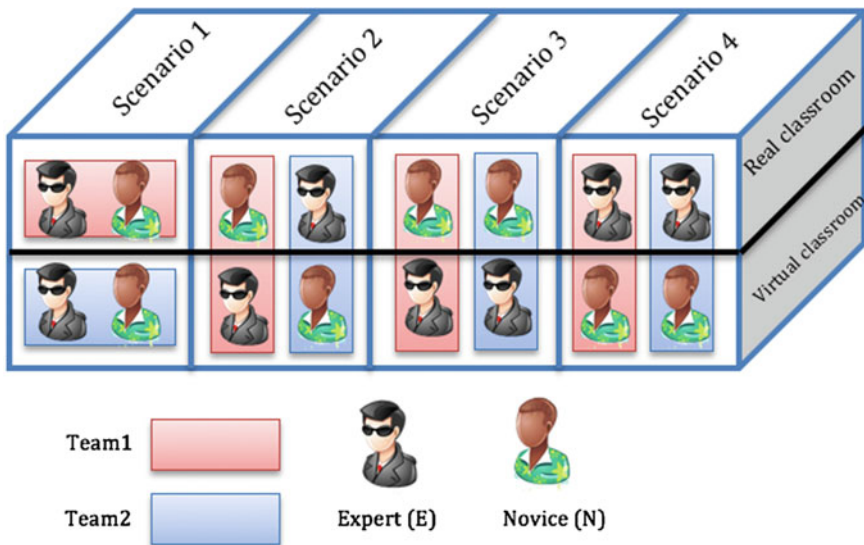 Scenario 1
Scenario 2
Scenario 3
Scenario 4
Real classroom
Virtual classroom
Team1
Team2
Expert (E)
Novice (N)